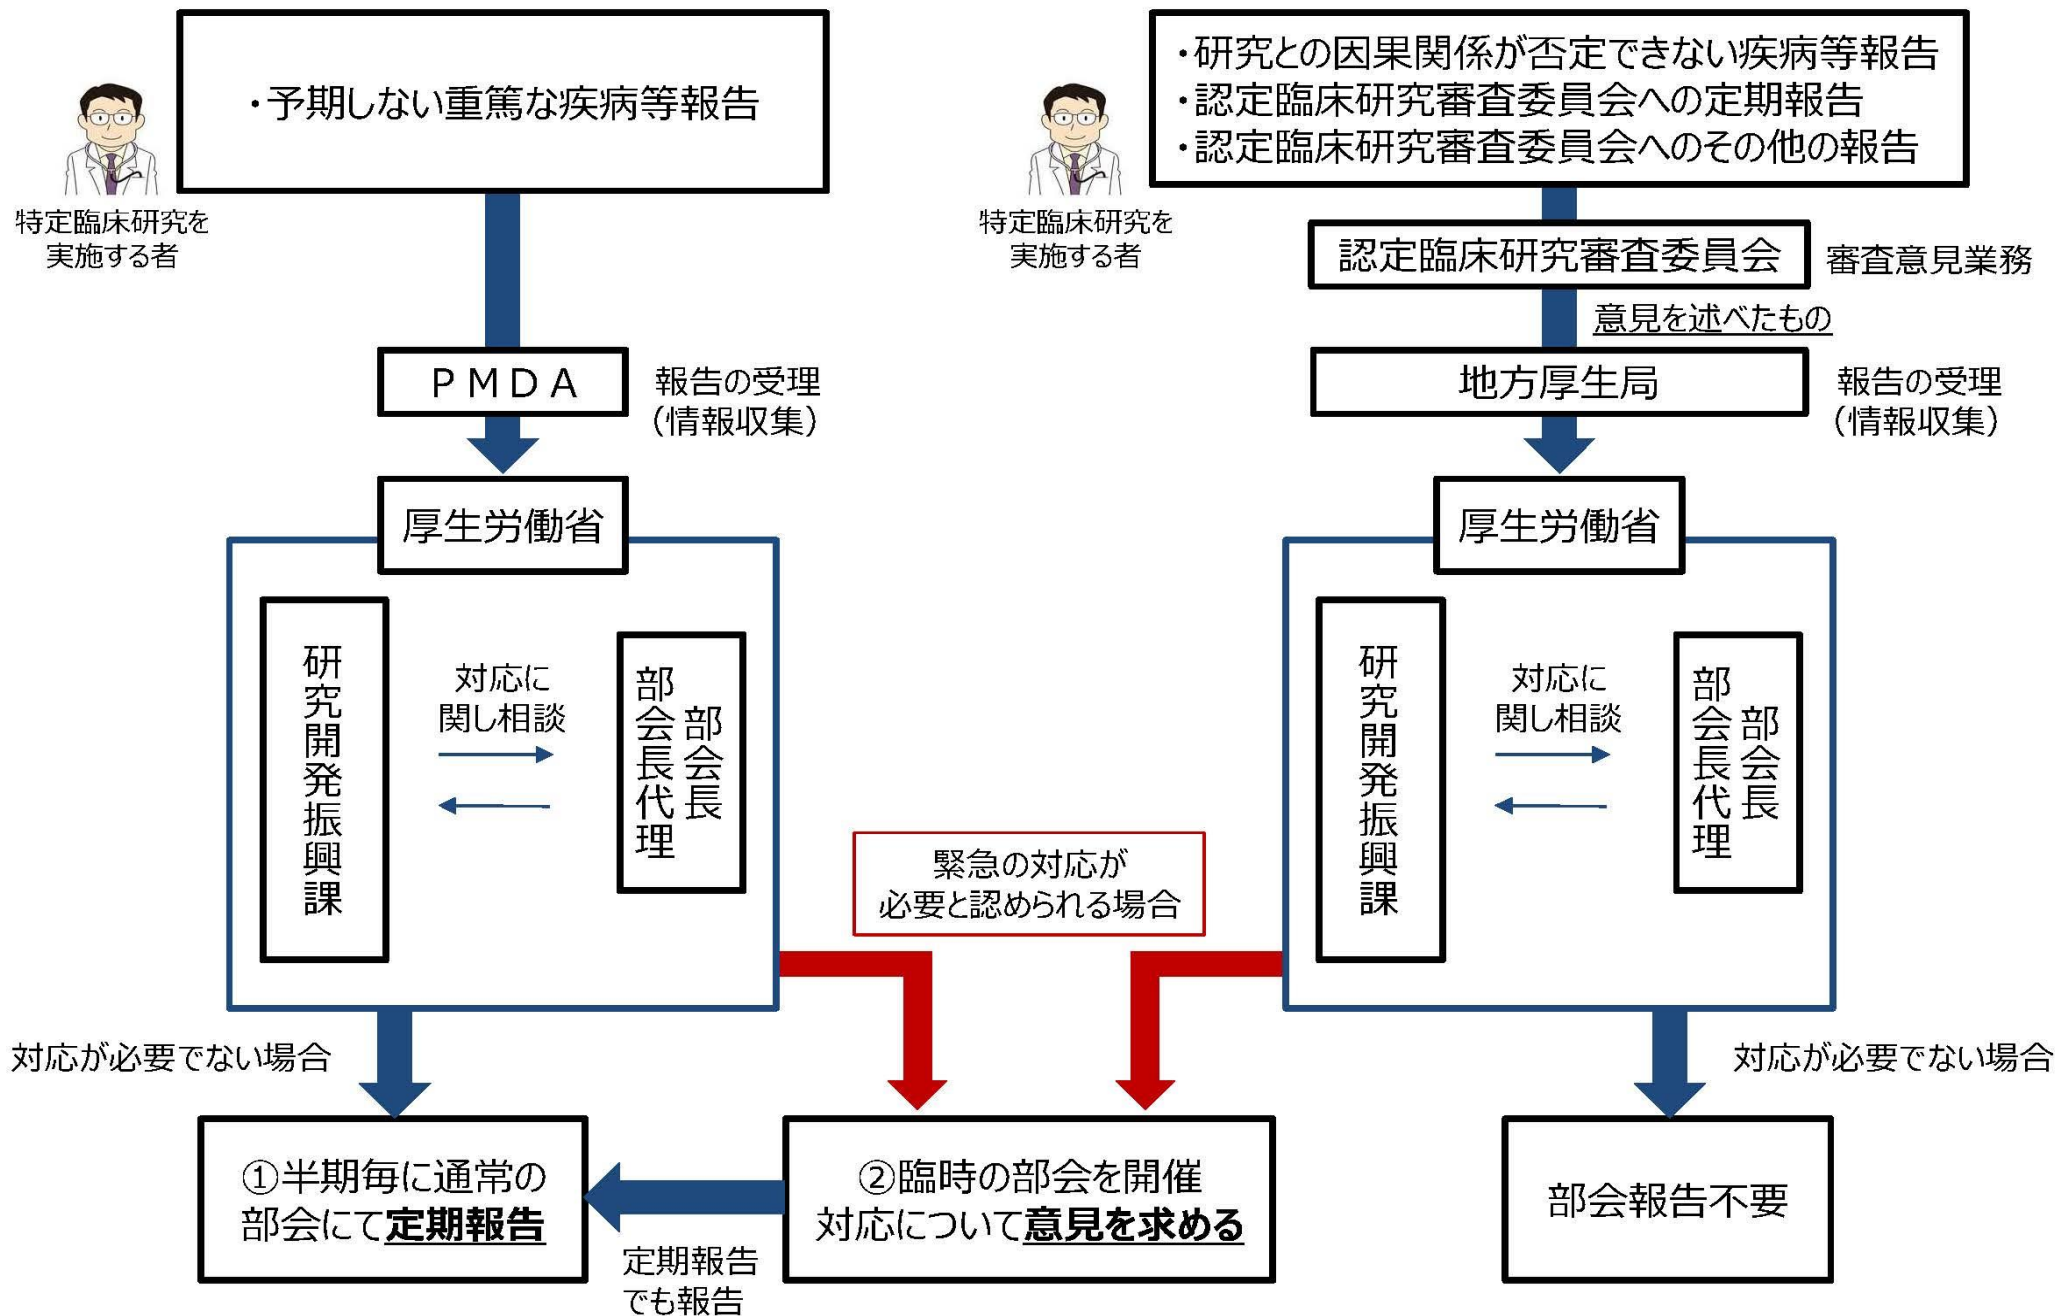 ・予期しない重篤な疾病等報告
特定臨床研究を
実施する者
PMDA
報告の受理
(情報収集)
厚生労働省
研究開発振興課
対応に
関し相談
部会長
部会長代理
対応が必要でない場合
①半期毎に通常の
部会にて定期報告
・研究との因果関係が否定できない疾病等報告
・認定臨床研究審査委員会への定期報告
・認定臨床研究審査委員会へのその他の報告
特定臨床研究を
実施する者
認定臨床研究審査委員会
審査意見業務
意見を述べたもの
地方厚生局
報告の受理
(情報収集)
厚生労働省
研究開発振興課
対応に
関し相談
部会長
部会長代理
緊急の対応が
必要と認められる場合
対応が必要でない場合
②臨時の部会を開催
対応について意見を求める
定期報告
でも報告
部会報告不要